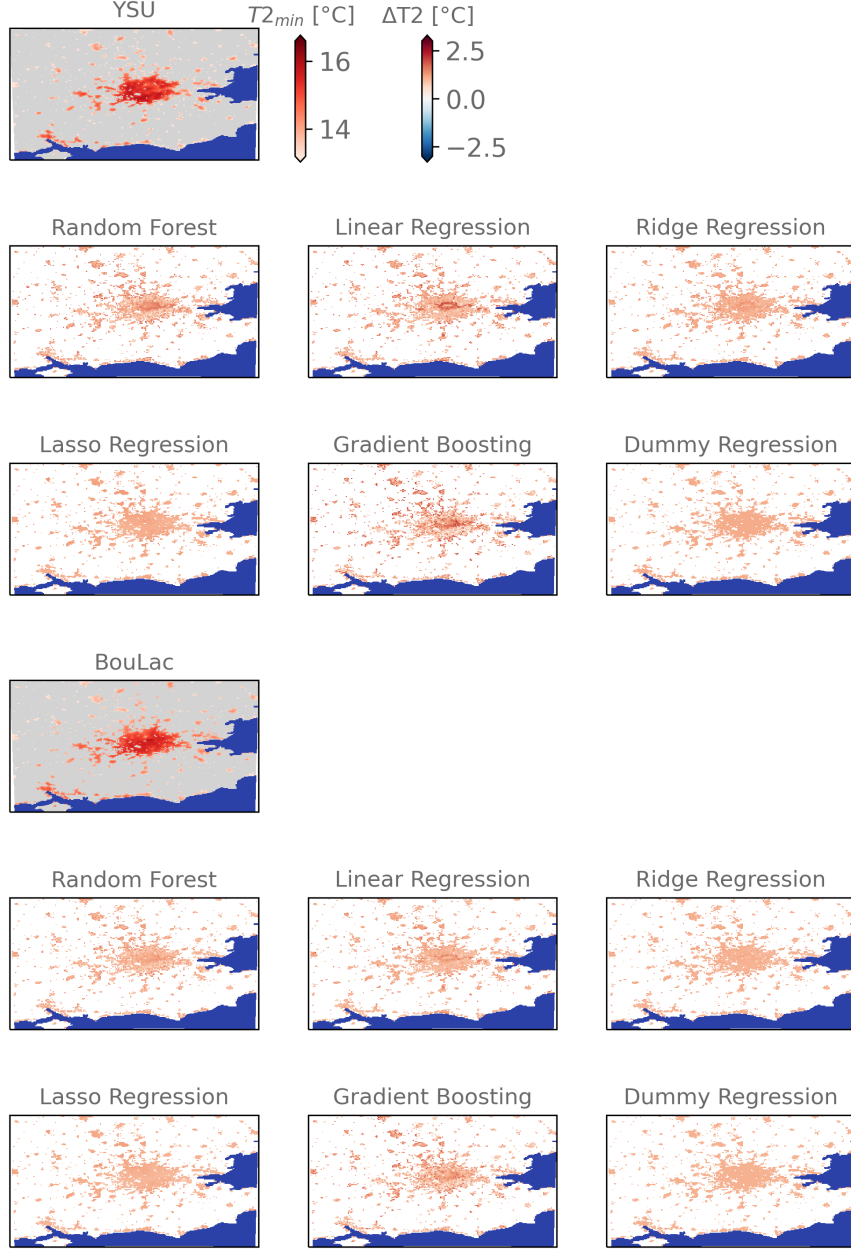 YSU
T2min [°C]
ΔT2 [°C]
16
14
2.5
0.0
−2.5
Random Forest
Linear Regression
Ridge Regression
Lasso Regression
Gradient Boosting
Dummy Regression
BouLac
Random Forest
Linear Regression
Ridge Regression
Lasso Regression
Gradient Boosting
Dummy Regression